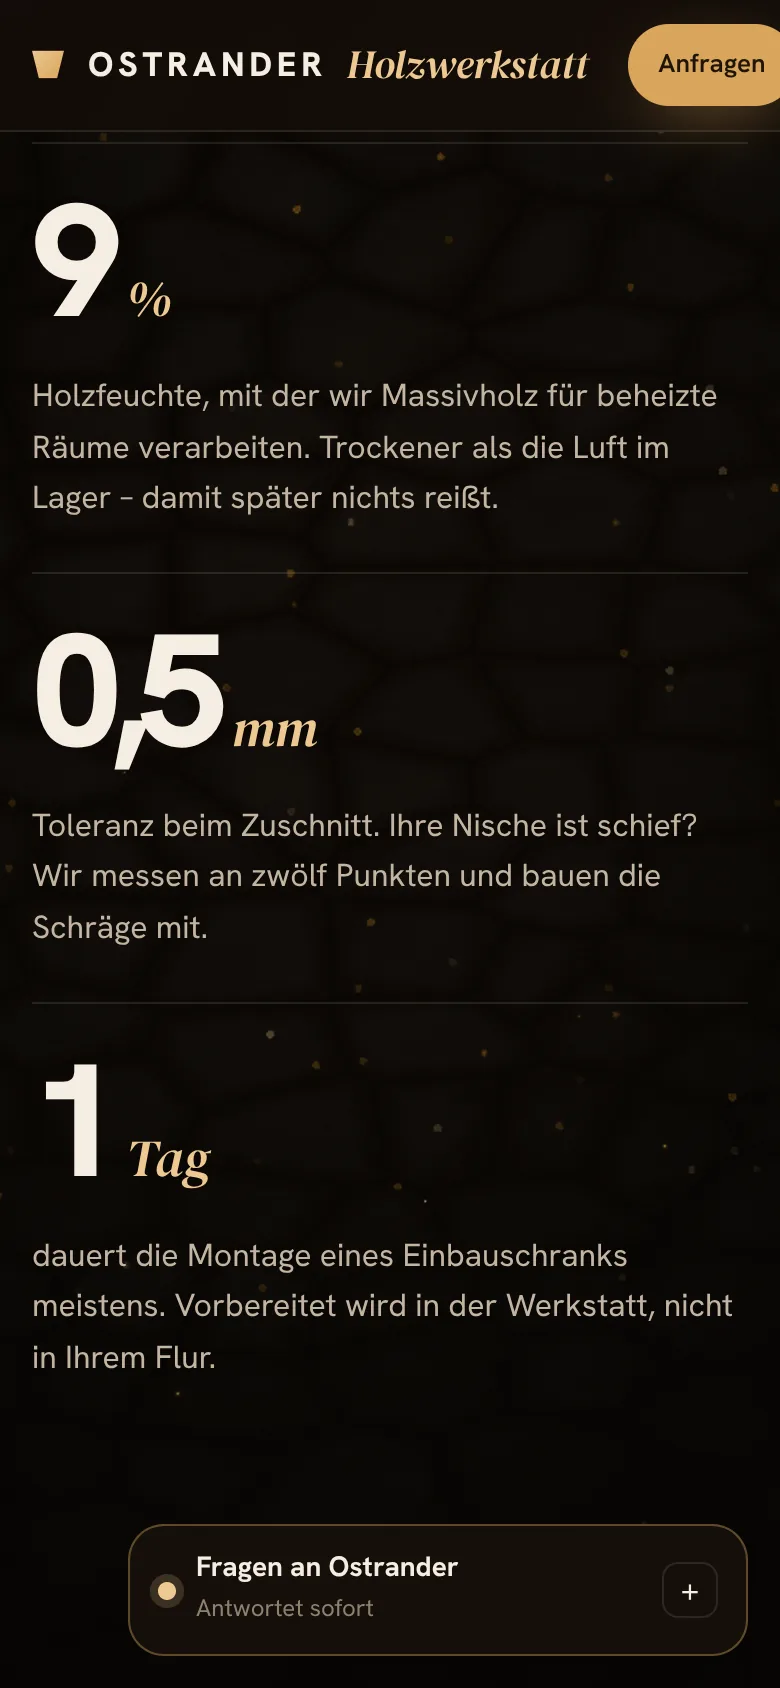 OSTRANDER Holzwerkstatt Anfragen
9 %
Holzfeuchte, mit der wir Massivholz für beheizte
Räume verarbeiten. Trockener als die Luft im
Lager – damit später nichts reißt.
0,5 mm
Toleranz beim Zuschnitt. Ihre Nische ist schief?
Wir messen an zwölf Punkten und bauen die
Schräge mit.
1 Tag
dauert die Montage eines Einbauschranks
meistens. Vorbereitet wird in der Werkstatt, nicht
in Ihrem Flur.
Fragen an Ostrander
Antwortet sofort
+